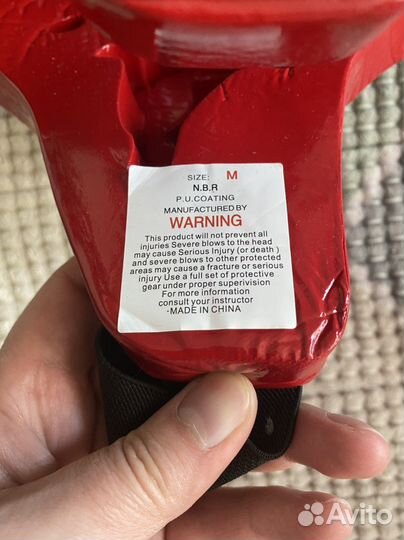 SIZE: M
N.B.R
P.U.COATING
MANUFACTURED BY
WARNING
This product will not prevent all
injuries Severe blows to the head
may cause Serious Injury (or death )
and severe blows to other protected
areas may cause a fracture or serious
injury Use a full set of protective
gear under proper superivision
For more information
consult your instructor
-MADE IN CHINA
Avito